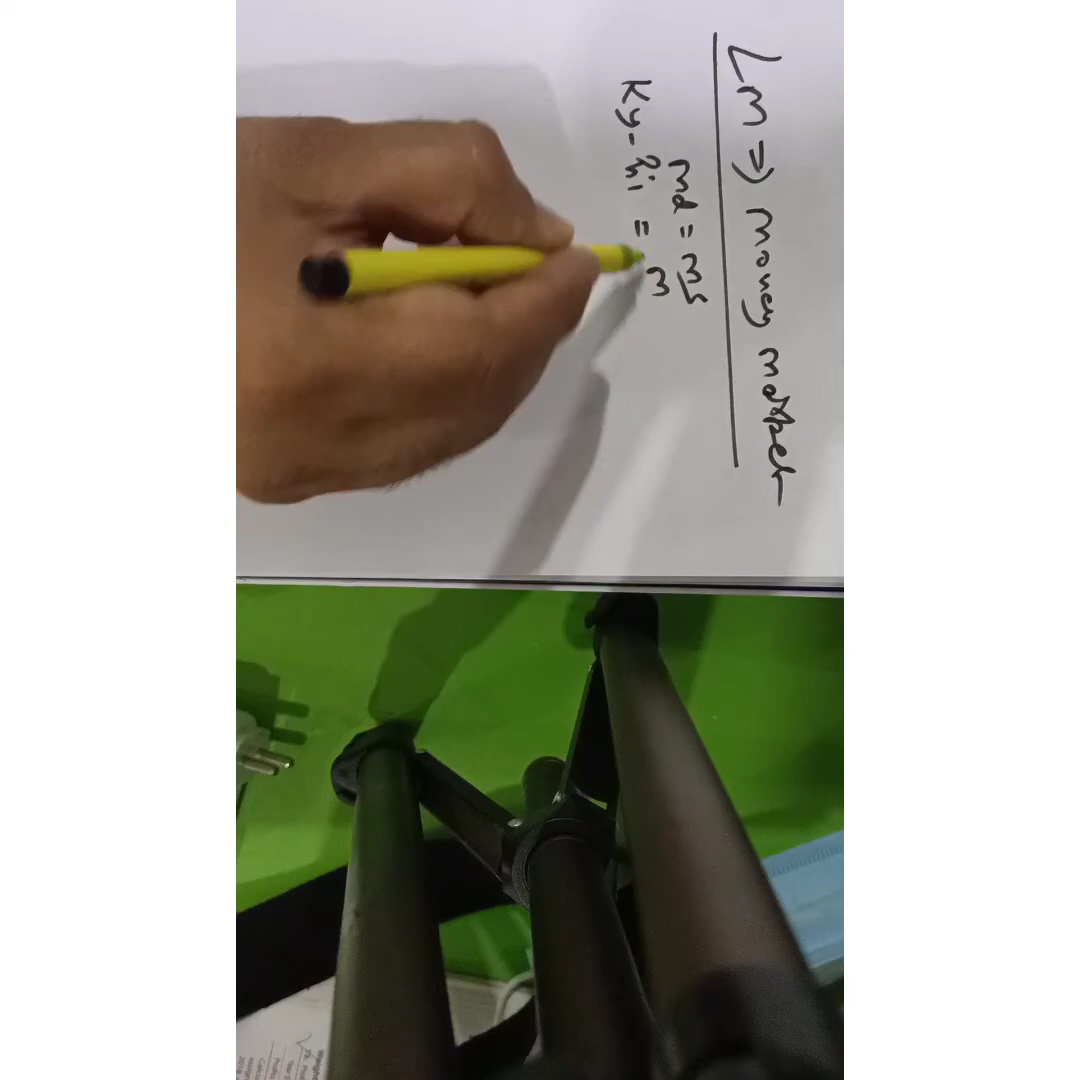 Lm ⇒ money market
md = ms
Ky - hi = m